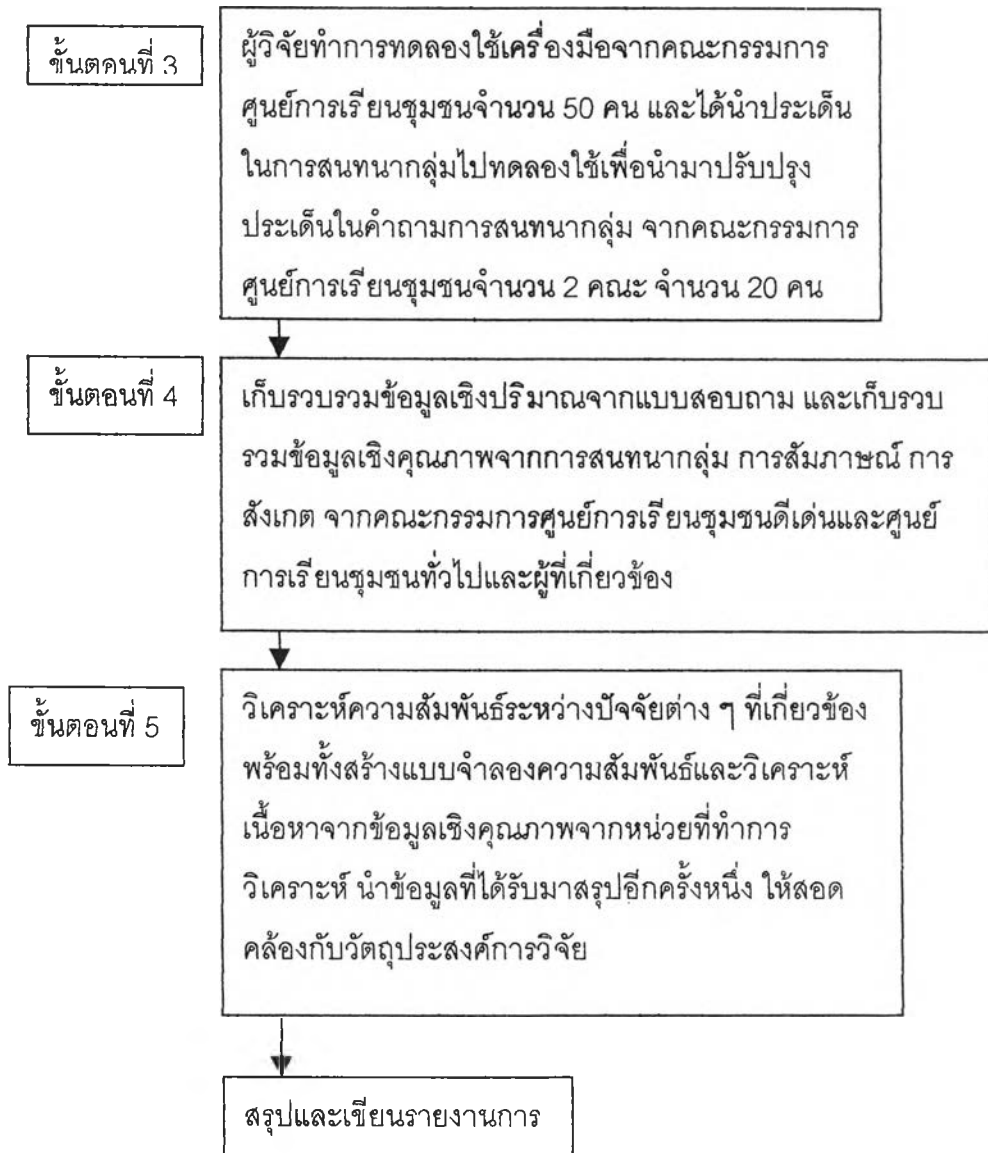 ขั้นตอนที่ 3
ผู้วิจัยทำการทดลองใช้เครื่องมือจากคณะกรรมการ
ศูนย์การเรียนชุมชนจำนวน 50 คน และได้นำประเด็น
ในการสนทนากลุ่มไปทดลองใช้เพื่อนำมาปรับปรุง
ประเด็นในคำถามการสนทนากลุ่ม จากคณะกรรมการ
ศูนย์การเรียนชุมชนจำนวน 2 คณะ จำนวน 20 คน
ขั้นตอนที่ 4
เก็บรวบรวมข้อมูลเชิงปริมาณจากแบบสอบถาม และเก็บรวบ
รวมข้อมูลเชิงคุณภาพจากการสนทนากลุ่ม การสัมภาษณ์ การ
สังเกต จากคณะกรรมการศูนย์การเรียนชุมชนดีเด่นและศูนย์
การเรียนชุมชนทั่วไปและผู้ที่เกี่ยวข้อง
ขั้นตอนที่ 5
วิเคราะห์ความสัมพันธ์ระหว่างปัจจัยต่าง ๆ ที่เกี่ยวข้อง
พร้อมทั้งสร้างแบบจำลองความสัมพันธ์และวิเคราะห์
เนื้อหาจากข้อมูลเชิงคุณภาพจากหน่วยที่ทำการ
วิเคราะห์ นำข้อมูลที่ได้รับมาสรุปอีกครั้งหนึ่ง ให้สอด
คล้องกับวัตถุประสงค์การวิจัย
สรุปและเขียนรายงานการ